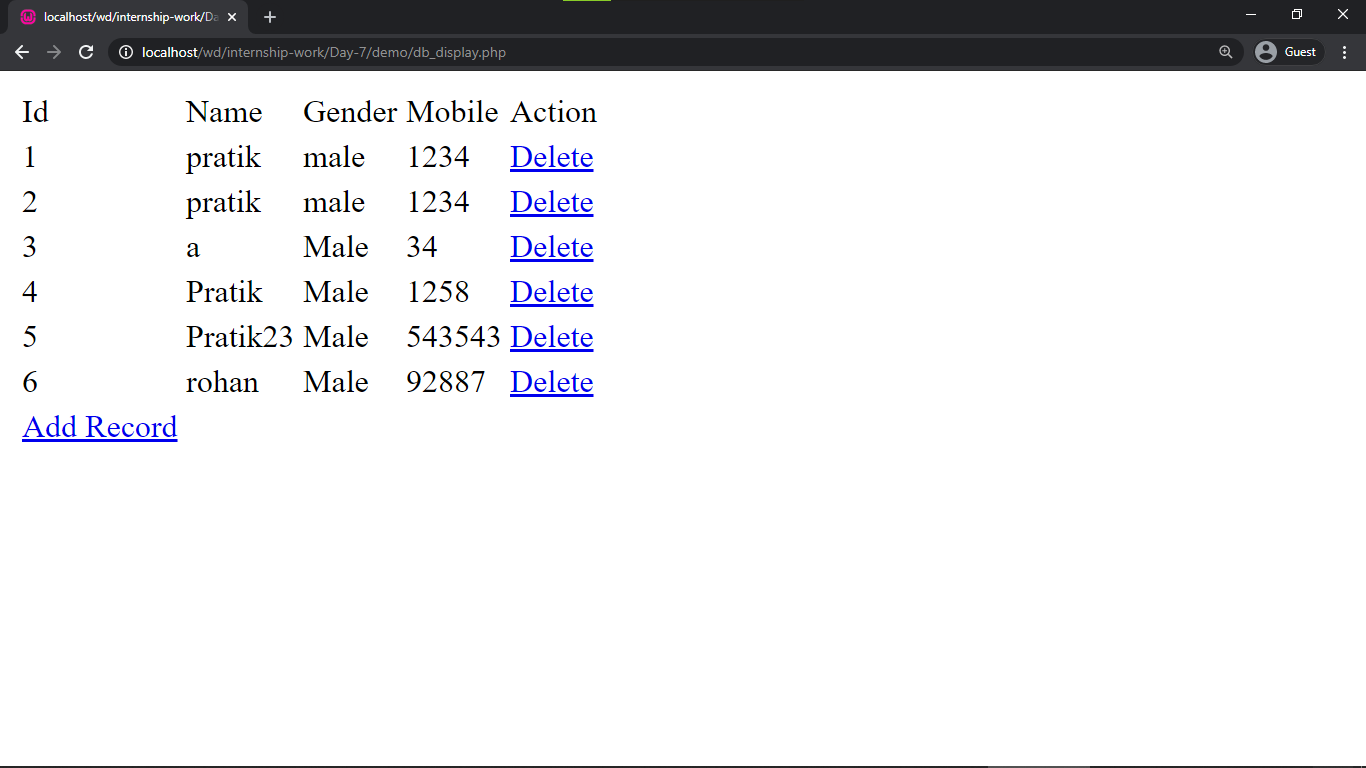 localhost/wd/internship-work/Da
localhost/wd/internship-work/Day-7/demo/db_display.php
Guest
Id Name Gender Mobile Action
1 pratik male 1234 Delete
2 pratik male 1234 Delete
3 a Male 34 Delete
4 Pratik Male 1258 Delete
5 Pratik23 Male 543543 Delete
6 rohan Male 92887 Delete
Add Record